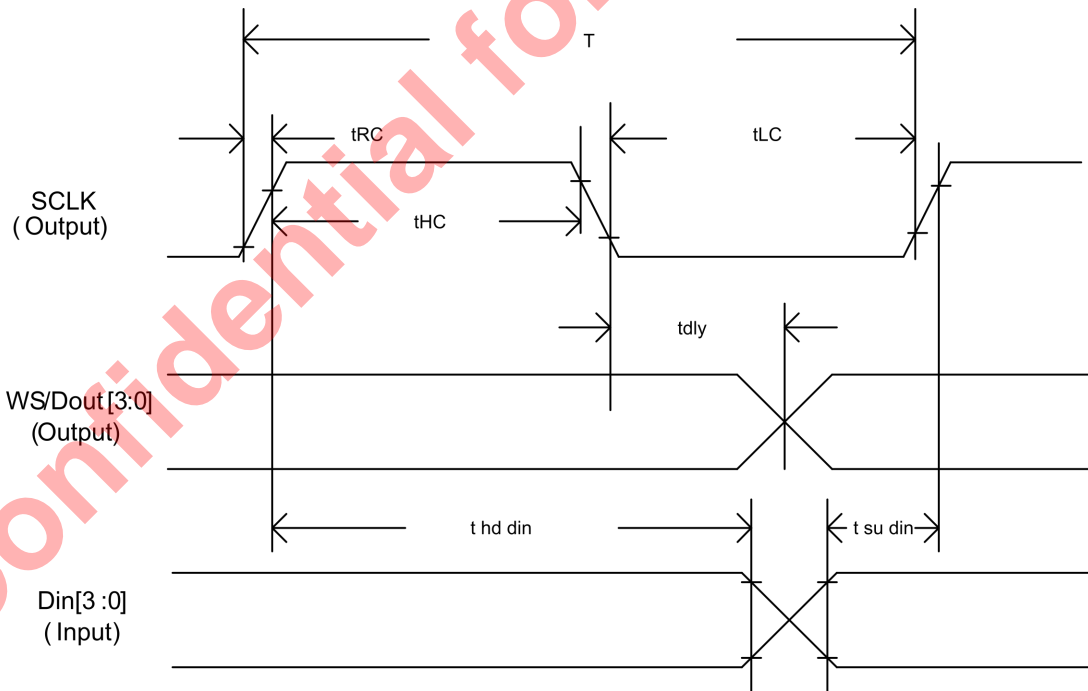 T
tRC
tLC
SCLK
( Output)
tHC
tdly
WS/Dout [3:0]
(Output)
t hd din
t su din
Din[3 :0]
( Input)
onfidential fo